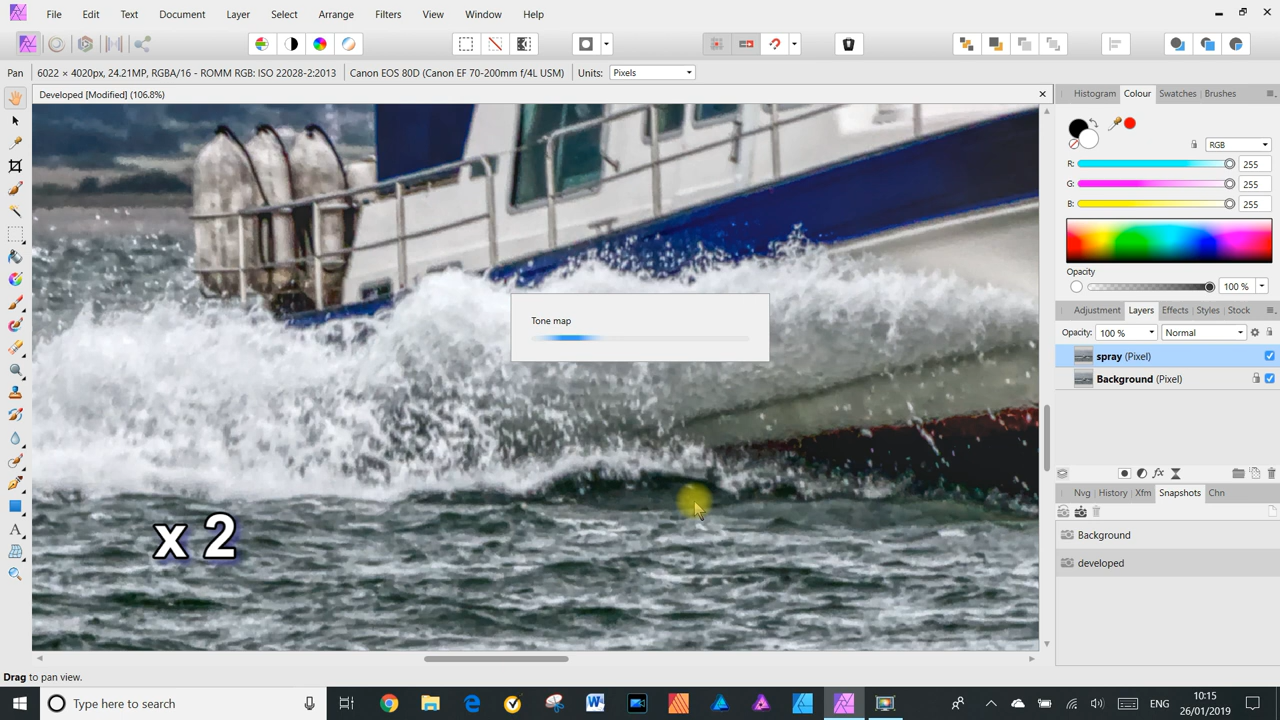 File Edit Text Document Layer Select Arrange Filters View Window Help
Pan 6022 × 4020px, 24.21MP, RGBA/16 - ROMM RGB: ISO 22028-2:2013 Canon EOS 80D (Canon EF 70-200mm f/4L USM) Units: Pixels
Developed [Modified] (106.8%)
Histogram Colour Swatches Brushes
RGB
R: 255
G: 255
B: 255
Opacity
100 %
Tone map
Adjustment Layers Effects Styles Stock
Opacity: 100 % Normal
spray (Pixel)
Background (Pixel)
Nvg History Xfm Snapshots Chn
Background
developed
x 2
Drag to pan view.
Type here to search
ENG
10:15
26/01/2019